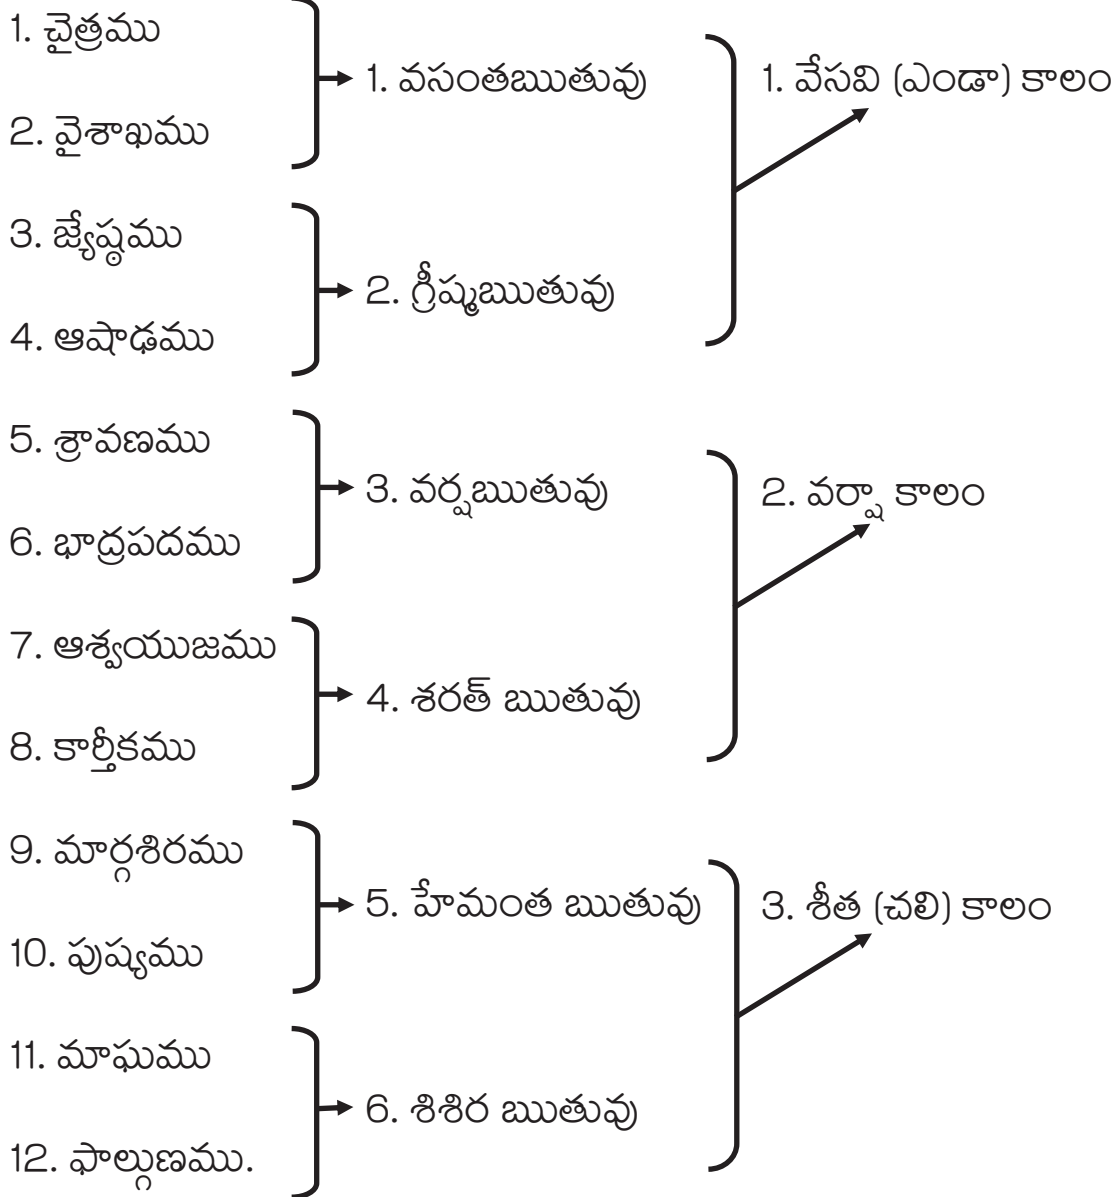 1. చైత్రము
2. వైశాఖము
3. జ్యేష్ఠము
4. ఆషాఢము
5. శ్రావణము
6. భాద్రపదము
7. ఆశ్వయుజము
8. కార్తీకము
9. మార్గశిరము
10. పుష్యము
11. మాఘము
12. ఫాల్గుణము.
1. వసంతఋతువు
2. గ్రీష్మఋతువు
3. వర్షఋతువు
4. శరత్ ఋతువు
5. హేమంత ఋతువు
6. శిశిర ఋతువు
1. వేసవి (ఎండా) కాలం
2. వర్షా కాలం
3. శీత (చలి) కాలం